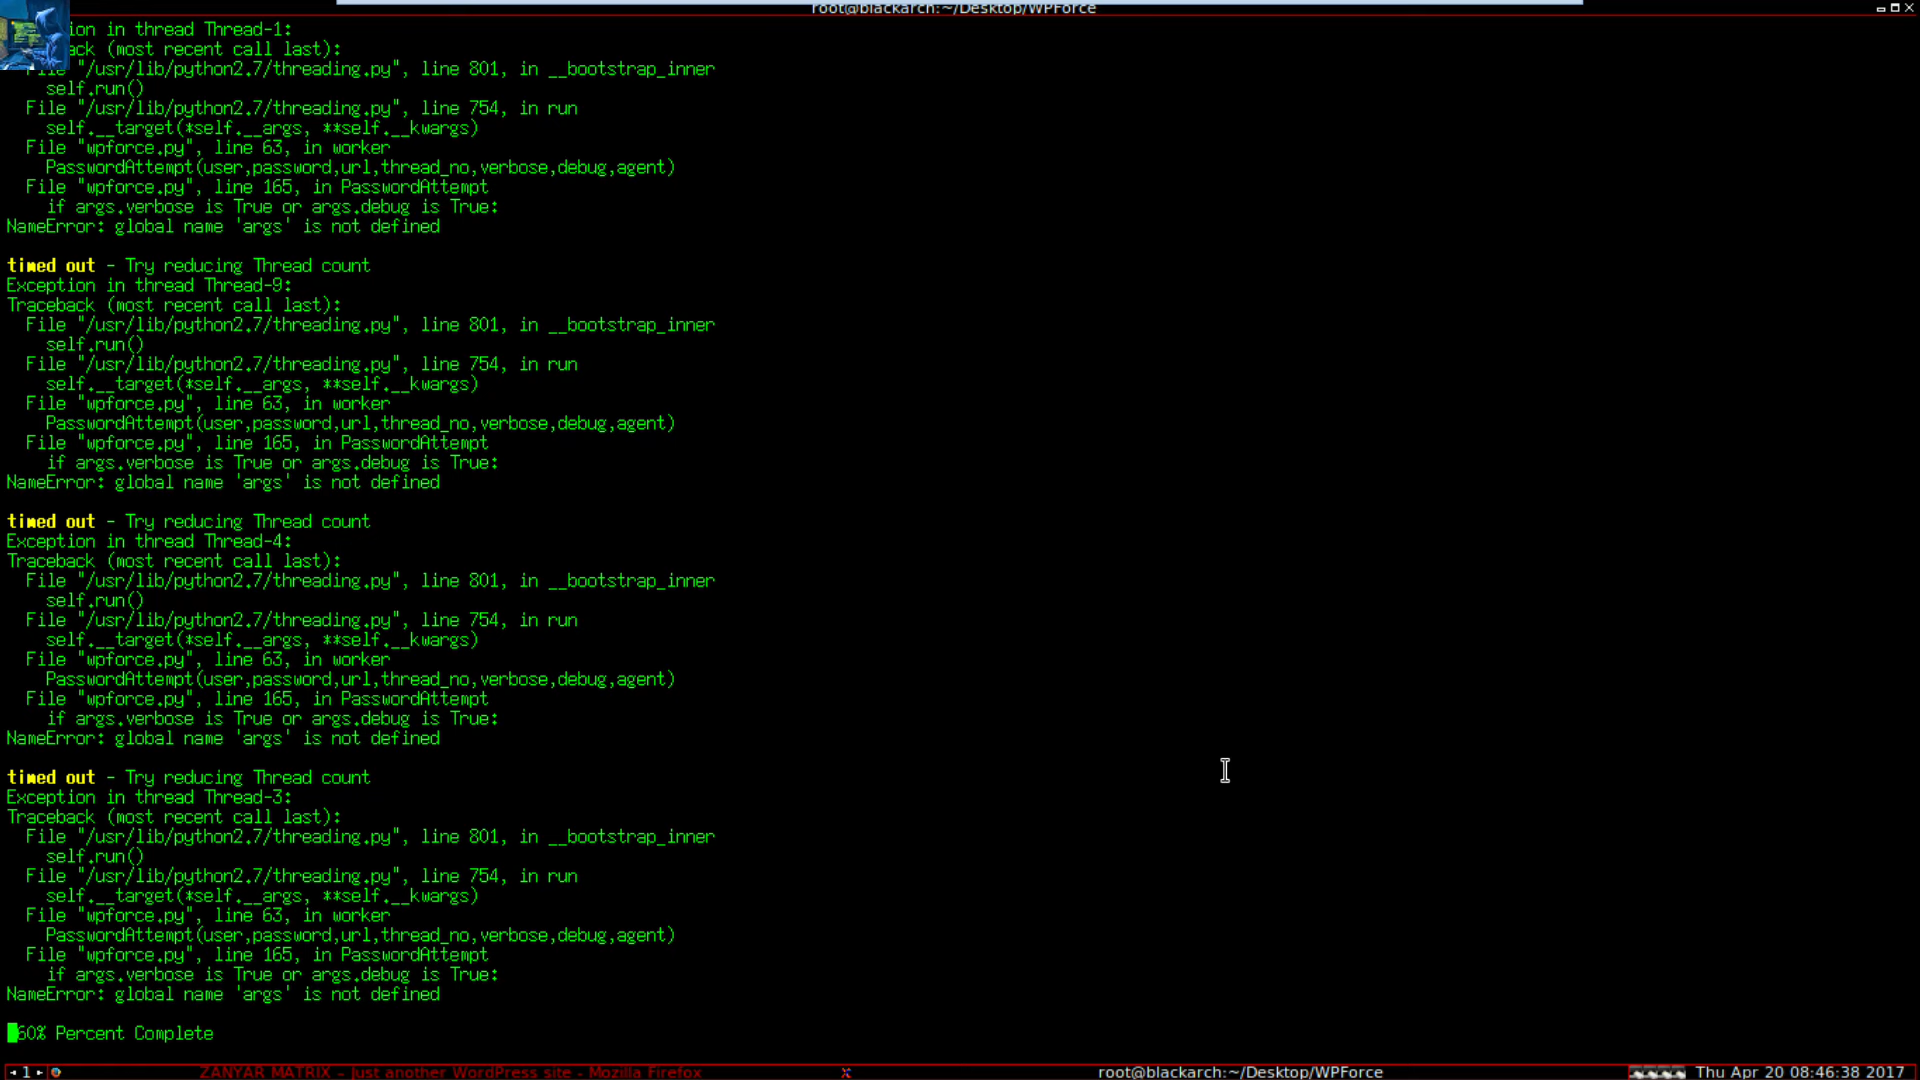 root@blackarch:~/Desktop/WPForce
ion in thread Thread-1:
ack (most recent call last):
File "/usr/lib/python2.7/threading.py", line 801, in __bootstrap_inner
self.run()
File "/usr/lib/python2.7/threading.py", line 754, in run
self.__target(*self.__args, **self.__kwargs)
File "wpforce.py", line 63, in worker
PasswordAttempt(user,password,url,thread_no,verbose,debug,agent)
File "wpforce.py", line 165, in PasswordAttempt
if args.verbose is True or args.debug is True:
NameError: global name 'args' is not defined
timed out - Try reducing Thread count
Exception in thread Thread-9:
Traceback (most recent call last):
File "/usr/lib/python2.7/threading.py", line 801, in __bootstrap_inner
self.run()
File "/usr/lib/python2.7/threading.py", line 754, in run
self.__target(*self.__args, **self.__kwargs)
File "wpforce.py", line 63, in worker
PasswordAttempt(user,password,url,thread_no,verbose,debug,agent)
File "wpforce.py", line 165, in PasswordAttempt
if args.verbose is True or args.debug is True:
NameError: global name 'args' is not defined
timed out - Try reducing Thread count
Exception in thread Thread-4:
Traceback (most recent call last):
File "/usr/lib/python2.7/threading.py", line 801, in __bootstrap_inner
self.run()
File "/usr/lib/python2.7/threading.py", line 754, in run
self.__target(*self.__args, **self.__kwargs)
File "wpforce.py", line 63, in worker
PasswordAttempt(user,password,url,thread_no,verbose,debug,agent)
File "wpforce.py", line 165, in PasswordAttempt
if args.verbose is True or args.debug is True:
NameError: global name 'args' is not defined
timed out - Try reducing Thread count
Exception in thread Thread-3:
Traceback (most recent call last):
File "/usr/lib/python2.7/threading.py", line 801, in __bootstrap_inner
self.run()
File "/usr/lib/python2.7/threading.py", line 754, in run
self.__target(*self.__args, **self.__kwargs)
File "wpforce.py", line 63, in worker
PasswordAttempt(user,password,url,thread_no,verbose,debug,agent)
File "wpforce.py", line 165, in PasswordAttempt
if args.verbose is True or args.debug is True:
NameError: global name 'args' is not defined
60% Percent Complete
1 ZANYAR MATRIX – Just another WordPress site - Mozilla Firefox root@blackarch:~/Desktop/WPForce Thu Apr 20 08:46:38 2017